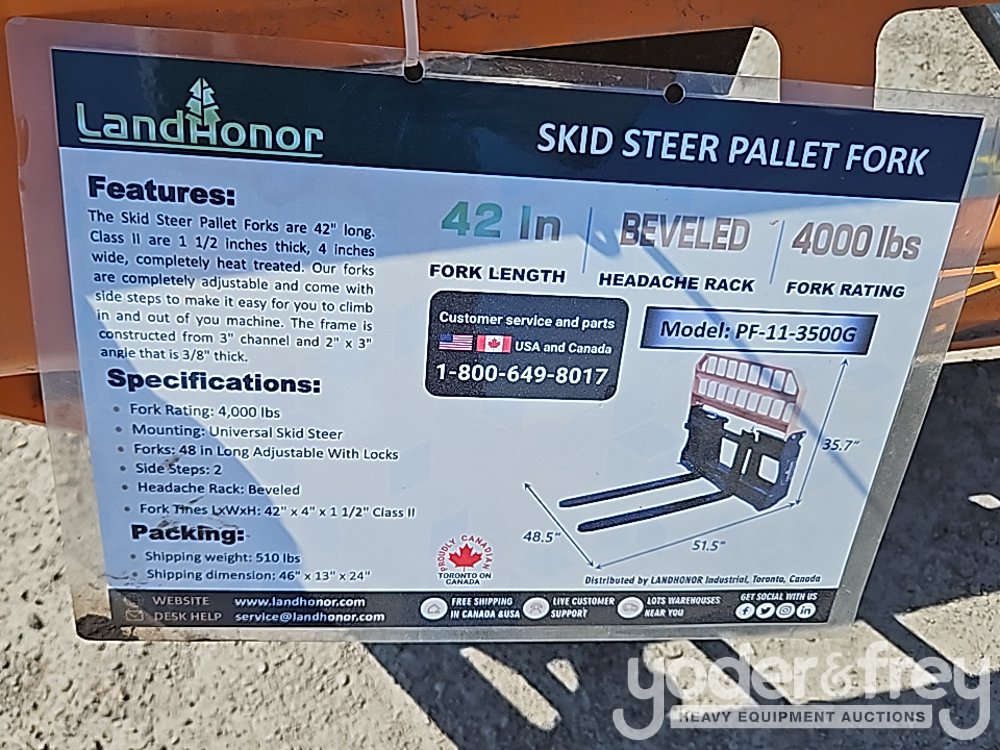 LandHonor
SKID STEER PALLET FORK
Features:
The Skid Steer Pallet Forks are 42" long.
Class II are 1 1/2 inches thick, 4 inches
wide, completely heat treated. Our forks
are completely adjustable and come with
side steps to make it easy for you to climb
in and out of you machine. The frame is
constructed from 3" channel and 2" x 3"
angle that is 3/8" thick.
Specifications:
• Fork Rating: 4,000 lbs
• Mounting: Universal Skid Steer
• Forks: 48 in Long Adjustable With Locks
• Side Steps: 2
• Headache Rack: Beveled
• Fork Tines LxWxH: 42" x 4" x 1 1/2" Class II
Packing:
• Shipping weight: 510 lbs
• Shipping dimension: 46" x 13" x 24"
42 In
FORK LENGTH
BEVELED
HEADACHE RACK
4000 lbs
FORK RATING
Customer service and parts
USA and Canada
1-800-649-8017
Model: PF-11-3500G
35.7"
48.5"
51.5"
PROUDLY CANADIAN
TORONTO ON
CANADA
Distributed by LANDHONOR Industrial, Toronto, Canada
WEBSITE www.landhonor.com
DESK HELP service@landhonor.com
FREE SHIPPING
IN CANADA &USA
LIVE CUSTOMER
SUPPORT
LOTS WAREHOUSES
NEAR YOU
GET SOCIAL WITH US
yoder&frey
HEAVY EQUIPMENT AUCTIONS